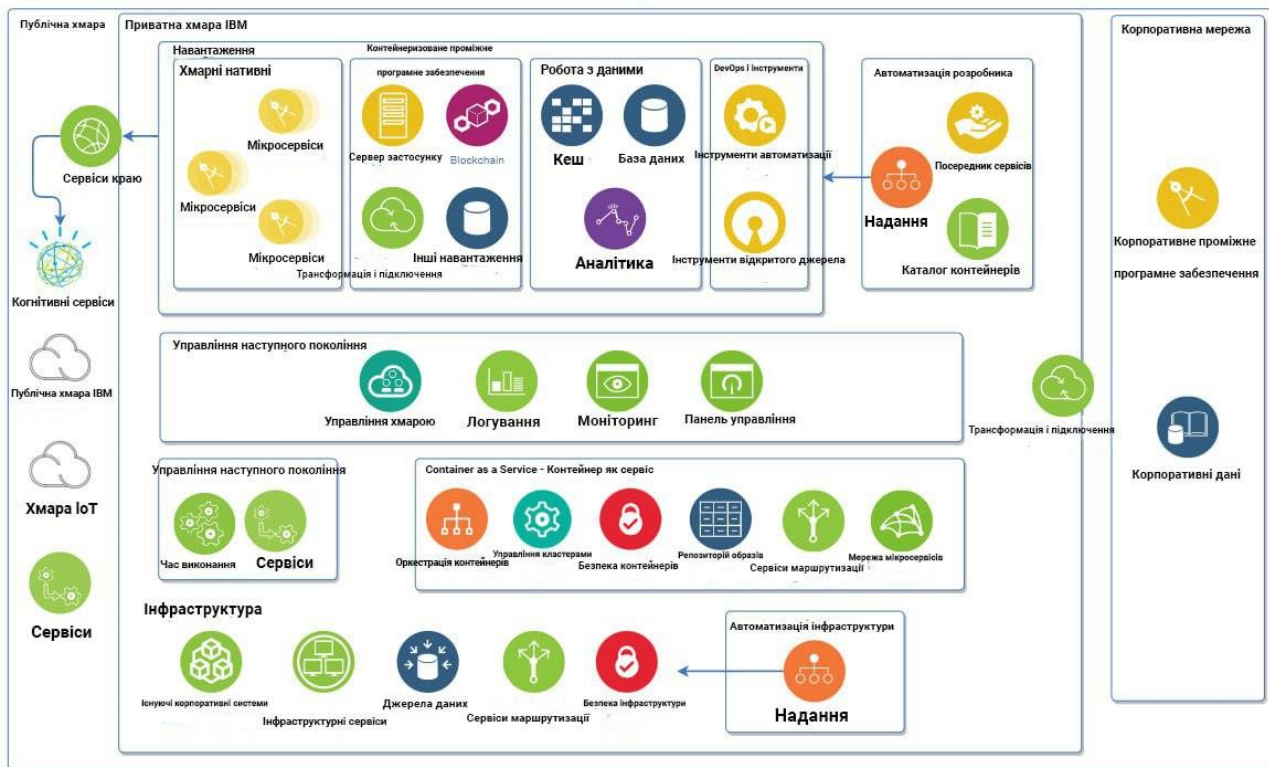 Публічна хмара
Приватна хмара IBM
Корпоративна мережа
Навантаження
Контейнеризоване проміжне
програмне забезпечення
Хмарні нативні
Робота з даними
DevOps і інструменти
Автоматизація розробника
Мікросервіси
Мікросервіси
Мікросервіси
Сервер застосунку
Blockchain
Трансформація і підключення
Інші навантаження
Кеш
База даних
Аналітика
Інструменти автоматизації
Інструменти відкритого джерела
Надання
Посередник сервісів
Каталог контейнерів
Сервіси краю
Когнітивні сервіси
Публічна хмара IBM
Хмара IoT
Сервіси
Управління наступного покоління
Управління хмарою
Логування
Моніторинг
Панель управління
Трансформація і підключення
Корпоративне проміжне
програмне забезпечення
Корпоративні дані
Управління наступного покоління
Час виконання
Сервіси
Container as a Service - Контейнер як сервіс
Оркестрація контейнерів
Управління кластерами
Безпека контейнерів
Репозиторій образів
Сервіси маршрутизації
Мережа мікросервісів
Інфраструктура
Існуючі корпоративні системи
Інфраструктурні сервіси
Джерела даних
Сервіси маршрутизації
Безпека інфраструктури
Автоматизація інфраструктури
Надання